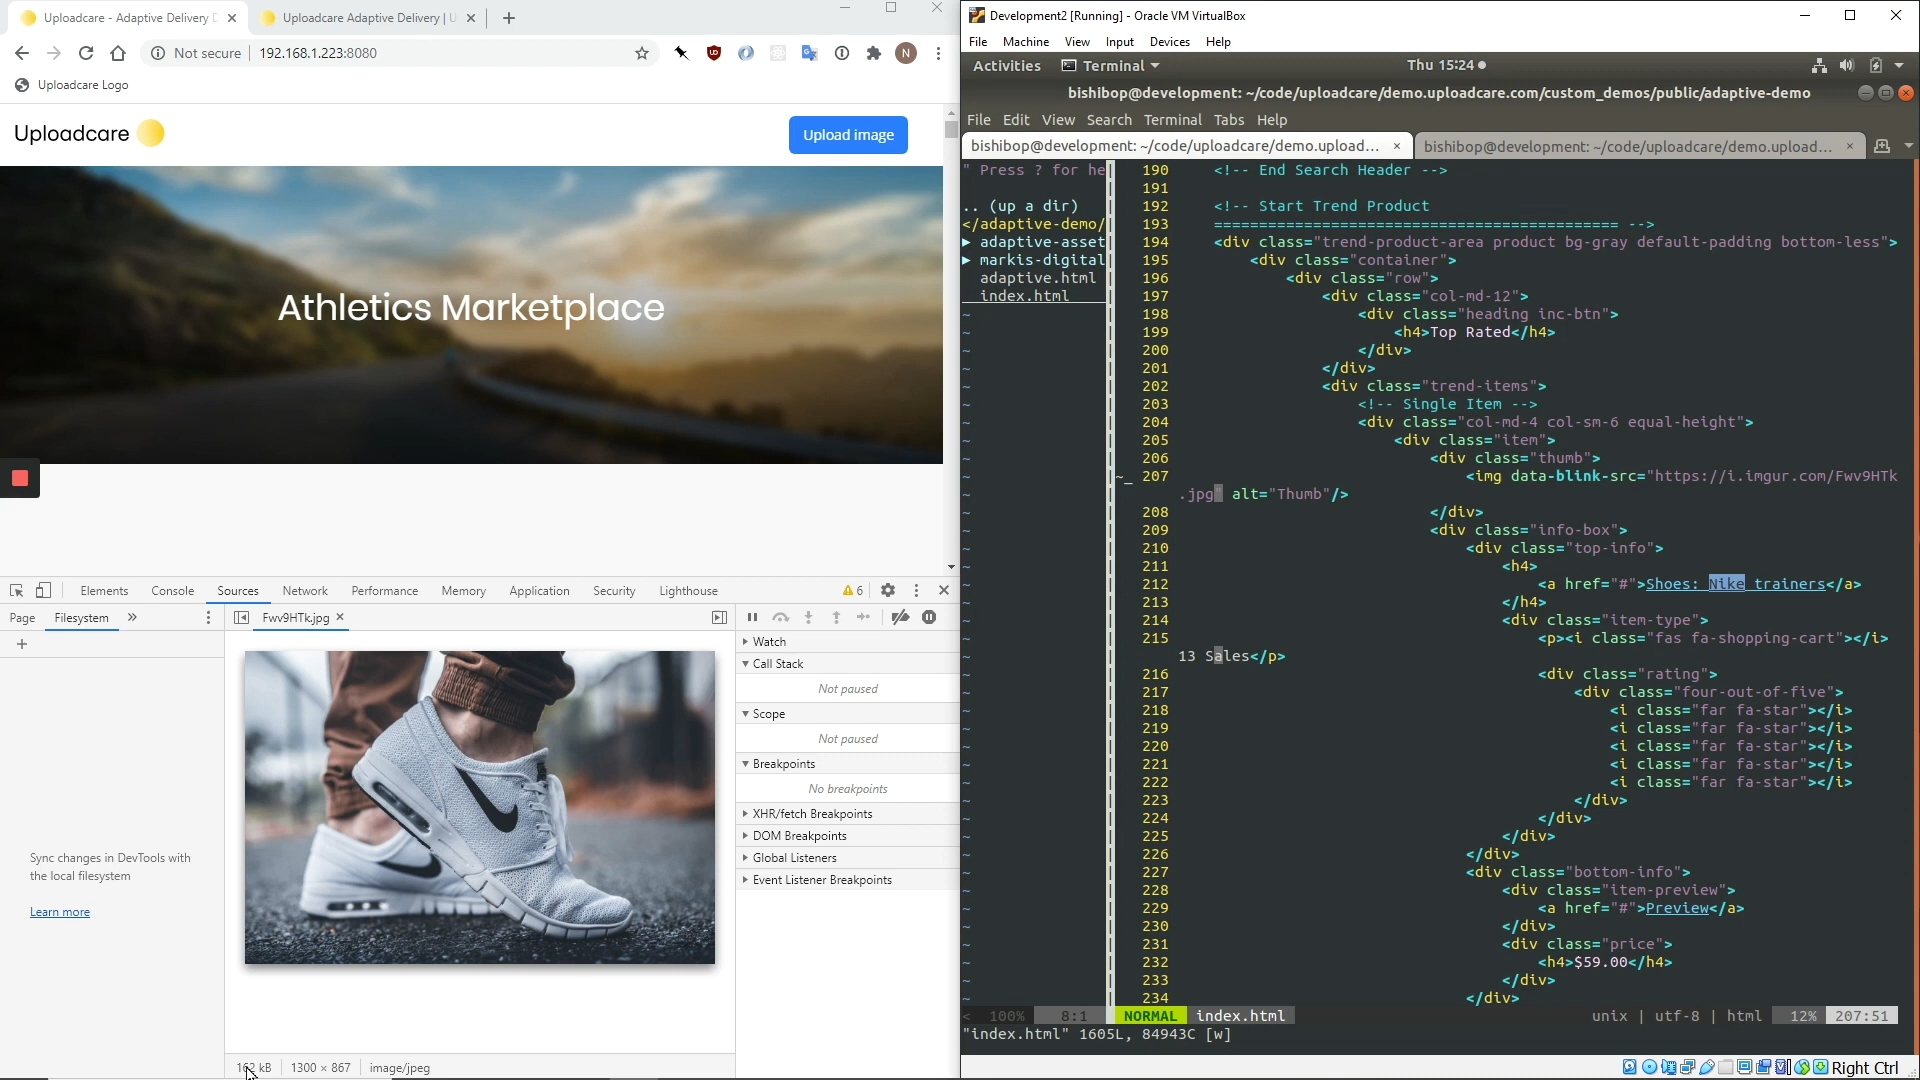 Uploadcare - Adaptive Delivery D
Uploadcare Adaptive Delivery | U
Not secure
192.168.1.223:8080
N
Uploadcare Logo
Uploadcare
Upload image
Athletics Marketplace
Elements
Console
Sources
Network
Performance
Memory
Application
Security
Lighthouse
6
Page
Filesystem
Fwv9HTk.jpg
Watch
Call Stack
Not paused
Scope
Not paused
Breakpoints
No breakpoints
XHR/fetch Breakpoints
DOM Breakpoints
Global Listeners
Event Listener Breakpoints
Sync changes in DevTools with
the local filesystem
Learn more
162 kB
1300 × 867
image/jpeg
Development2 [Running] - Oracle VM VirtualBox
File Machine View Input Devices Help
Activities
Terminal
Thu 15:24
bishibop@development: ~/code/uploadcare/demo.uploadcare.com/custom_demos/public/adaptive-demo
File Edit View Search Terminal Tabs Help
bishibop@development: ~/code/uploadcare/demo.upload...
bishibop@development: ~/code/uploadcare/demo.upload...
" Press ? for he
.. (up a dir)
</adaptive-demo/
▶ adaptive-asset
▶ markis-digital
adaptive.html
index.html
190 <!-- End Search Header -->
191
192 <!-- Start Trend Product
193 ============================================= -->
194 <div class="trend-product-area product bg-gray default-padding bottom-less">
195 <div class="container">
196 <div class="row">
197 <div class="col-md-12">
198 <div class="heading inc-btn">
199 <h4>Top Rated</h4>
200 </div>
201 </div>
202 <div class="trend-items">
203 <!-- Single Item -->
204 <div class="col-md-4 col-sm-6 equal-height">
205 <div class="item">
206 <div class="thumb">
207 <img data-blink-src="https://i.imgur.com/Fwv9HTk
.jpg" alt="Thumb"/>
208 </div>
209 <div class="info-box">
210 <div class="top-info">
211 <h4>
212 <a href="#">Shoes: Nike trainers</a>
213 </h4>
214 <div class="item-type">
215 <p><i class="fas fa-shopping-cart"></i>
13 Sales</p>
216 <div class="rating">
217 <div class="four-out-of-five">
218 <i class="far fa-star"></i>
219 <i class="far fa-star"></i>
220 <i class="far fa-star"></i>
221 <i class="far fa-star"></i>
222 <i class="far fa-star"></i>
223 </div>
224 </div>
225 </div>
226 </div>
227 <div class="bottom-info">
228 <div class="item-preview">
229 <a href="#">Preview</a>
230 </div>
231 <div class="price">
232 <h4>$59.00</h4>
233 </div>
234 </div>
< 100% 8:1 NORMAL index.html unix | utf-8 | html 12% 207:51
"index.html" 1605L, 84943C [w]
Right Ctrl